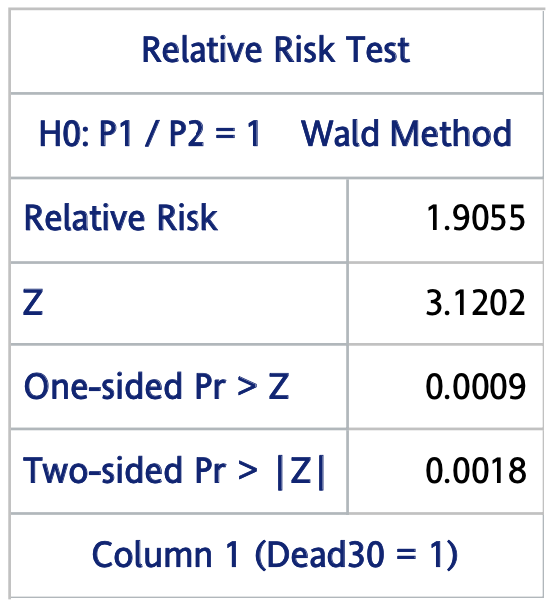 Relative Risk Test
H0: P1 / P2 = 1 Wald Method
Relative Risk 1.9055
Z 3.1202
One-sided Pr > Z 0.0009
Two-sided Pr > |Z| 0.0018
Column 1 (Dead30 = 1)